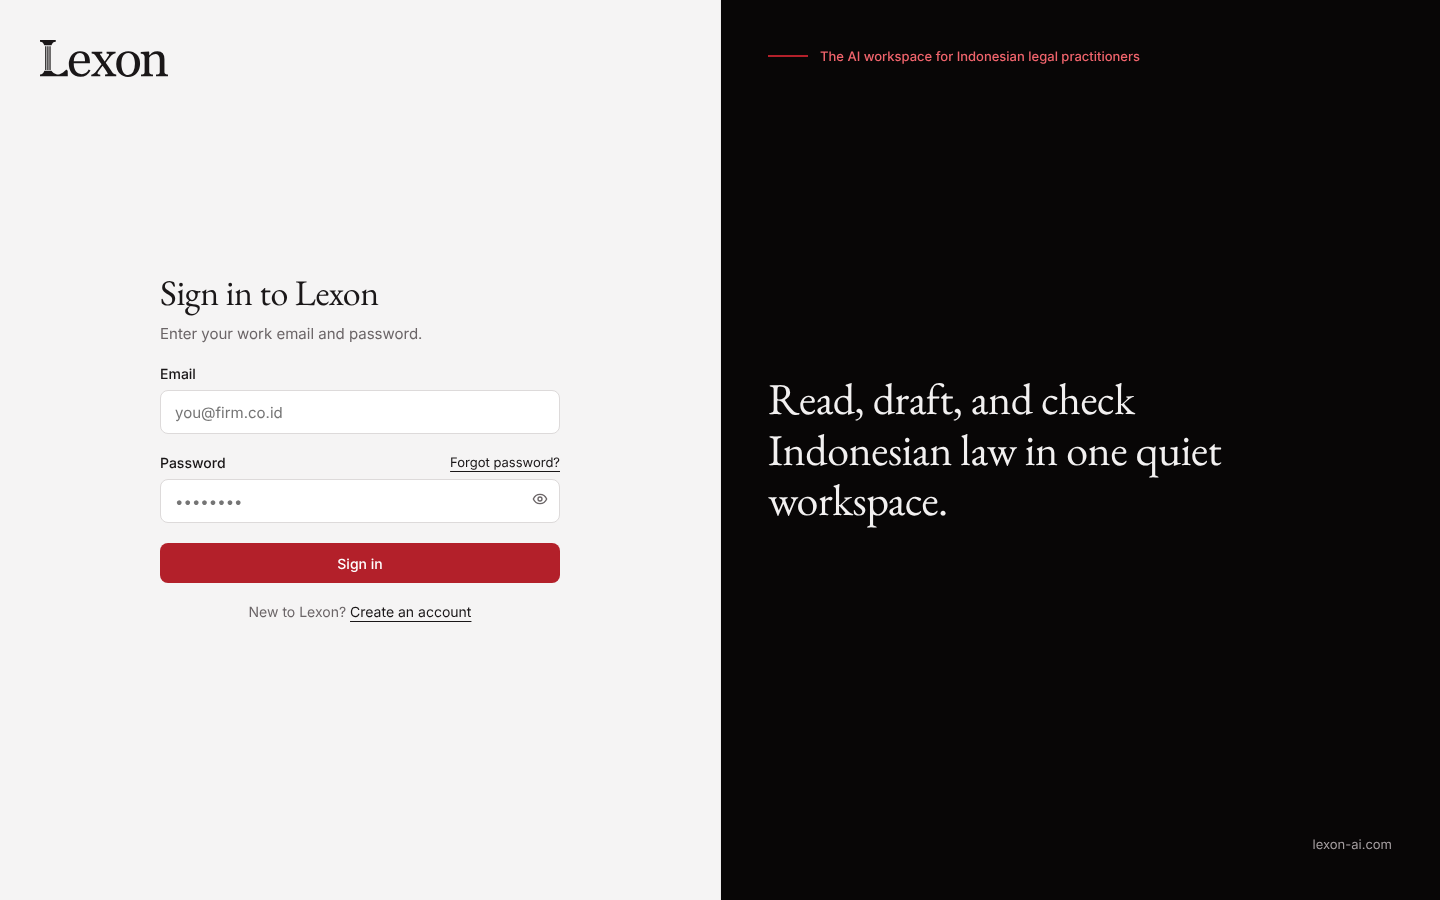 Lexon
Sign in to Lexon
Enter your work email and password.
Email
you@firm.co.id
Password
Forgot password?
••••••••
Sign in
New to Lexon? Create an account
The AI workspace for Indonesian legal practitioners
Read, draft, and check
Indonesian law in one quiet
workspace.
lexon-ai.com